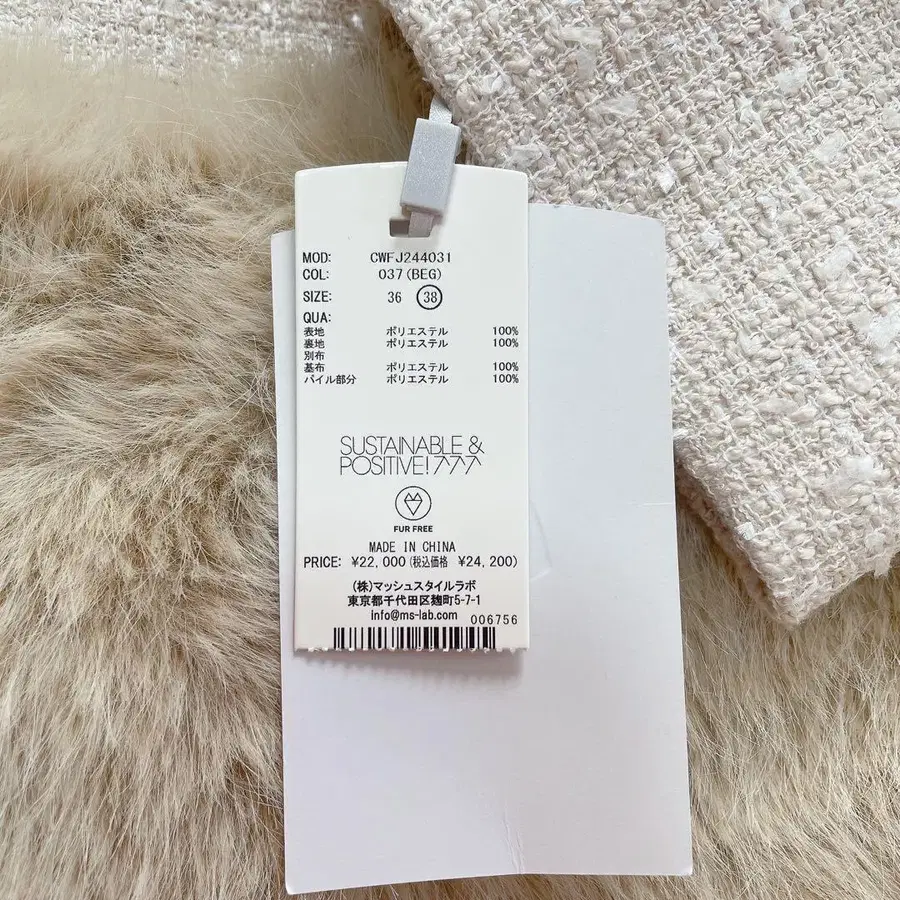 MOD: CWFJ244031
COL: 037(BEG)
SIZE: 36 38
QUA:
表地 ポリエステル 100%
裏地 ポリエステル 100%
別布
基布 ポリエステル 100%
パイル部分 ポリエステル 100%
SUSTAINABLE &
POSITIVE!
FUR FREE
MADE IN CHINA
PRICE: ¥22,000(税込価格 ¥24,200)
(株)マッシュスタイルラボ
東京都千代田区麹町5-7-1
info@ms-lab.com 006756